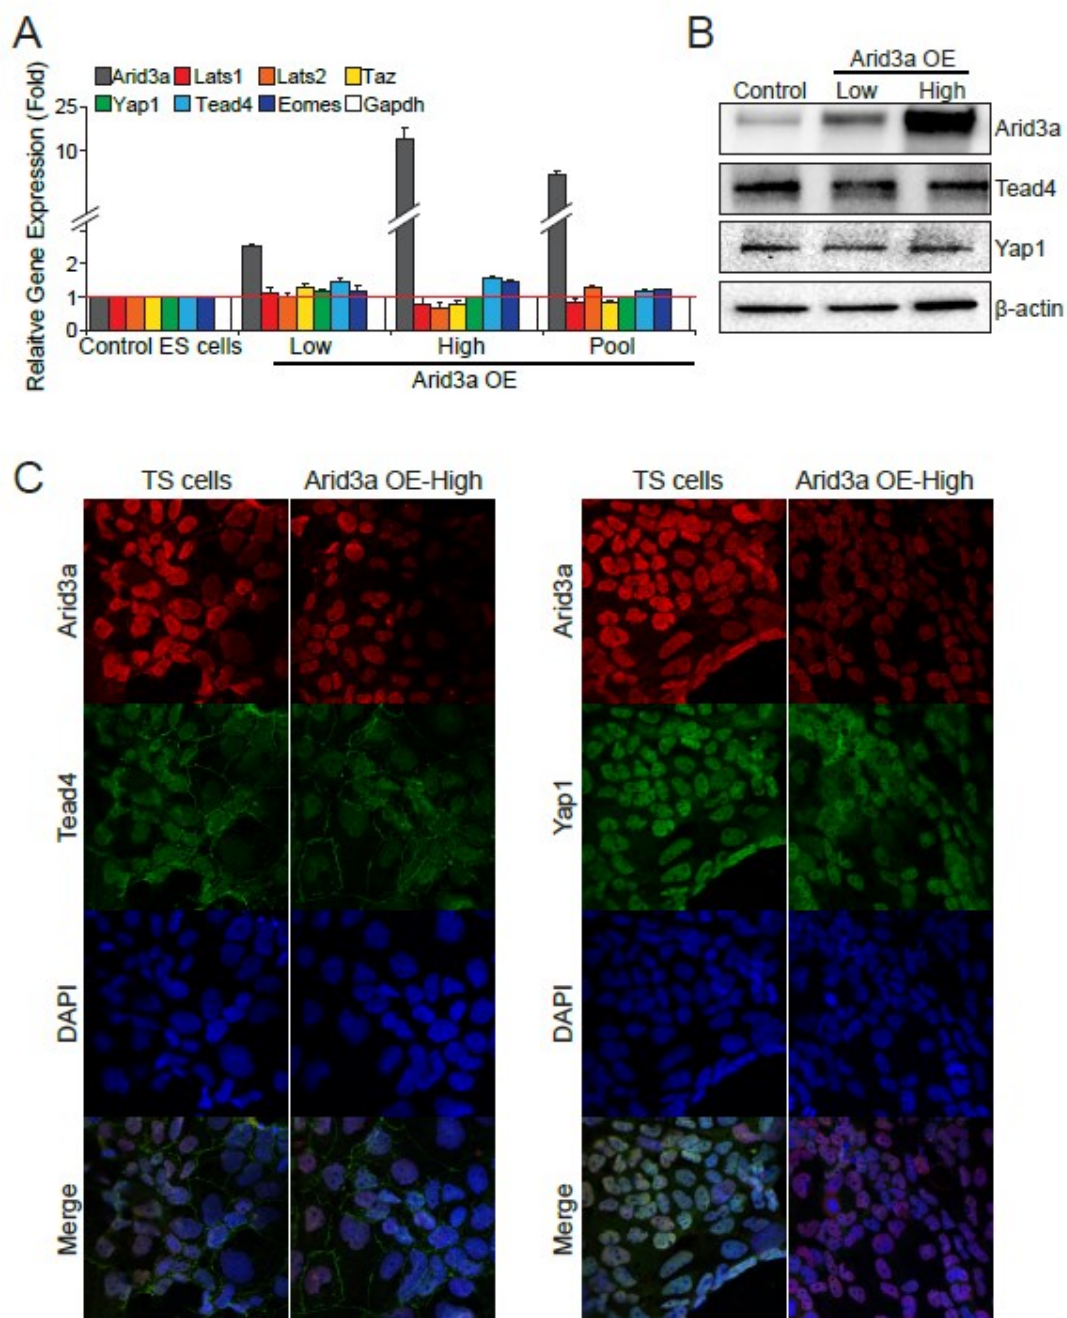 A
Relaitve Gene Expression (Fold)
Arid3a Lats1 Lats2 Taz
Yap1 Tead4 Eomes Gapdh
25
10
2
1
0
Control ES cells Low High Pool
Arid3a OE
B
Arid3a OE
Control Low High
Arid3a
Tead4
Yap1
β-actin
C
TS cells Arid3a OE-High
Arid3a
Tead4
DAPI
Merge
TS cells Arid3a OE-High
Arid3a
Yap1
DAPI
Merge